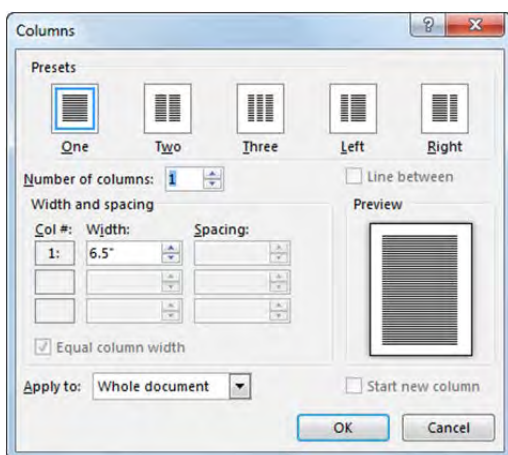 Columns
Presets
One Two Three Left Right
Number of columns: 1 Line between
Width and spacing Preview
Col #: Width: Spacing:
1: 6.5"
Equal column width
Apply to: Whole document Start new column
OK Cancel